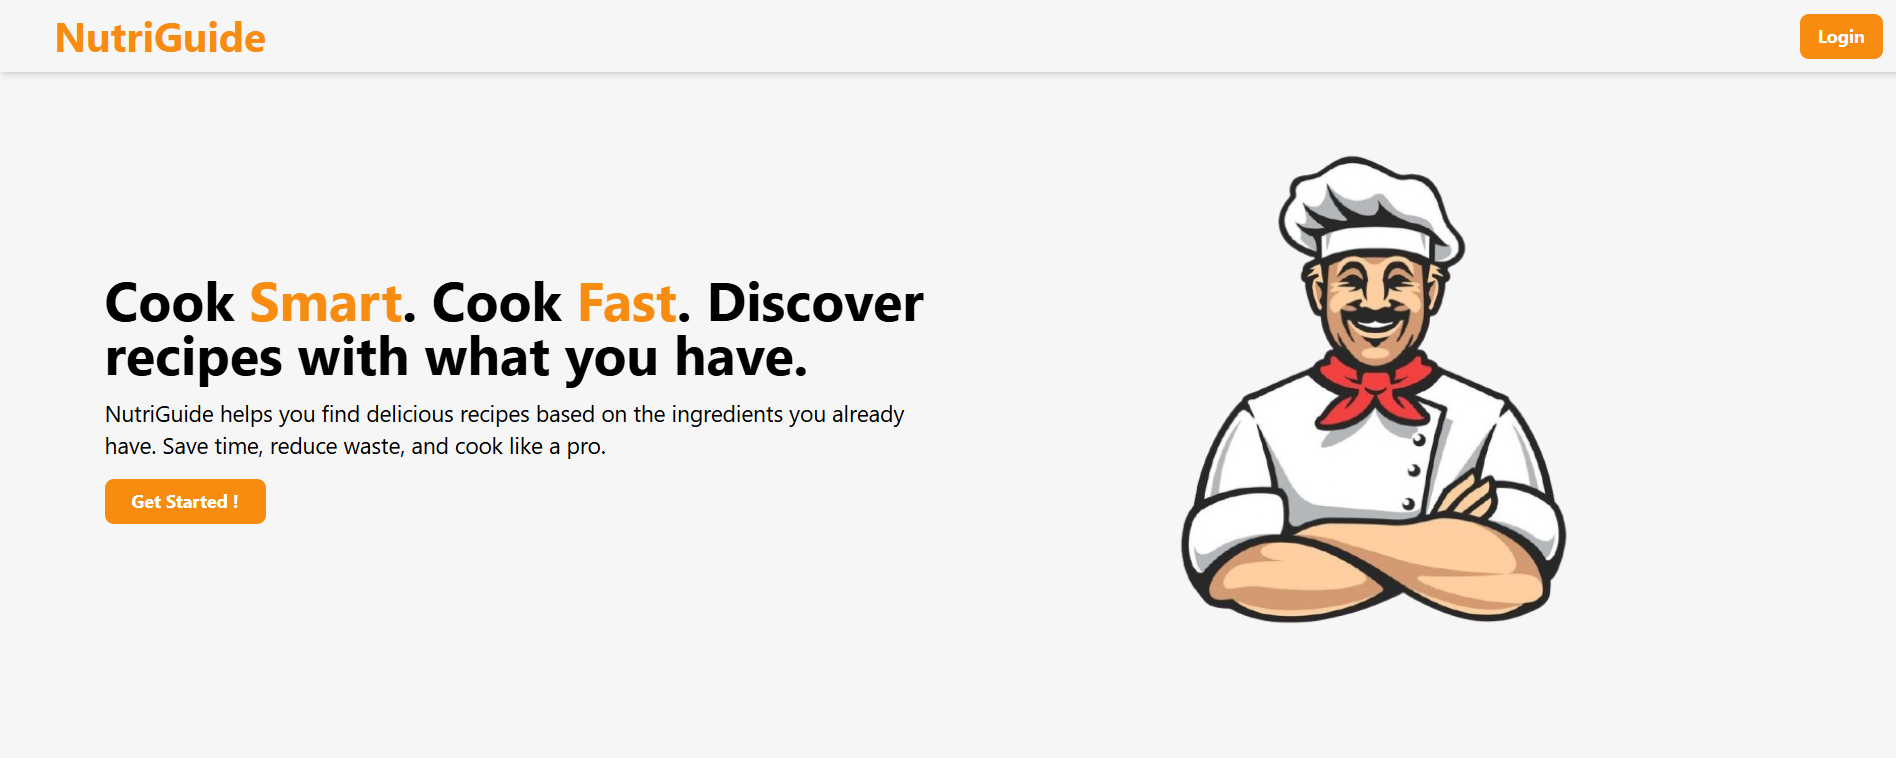 NutriGuide
Login
Cook Smart. Cook Fast. Discover
recipes with what you have.
NutriGuide helps you find delicious recipes based on the ingredients you already
have. Save time, reduce waste, and cook like a pro.
Get Started !